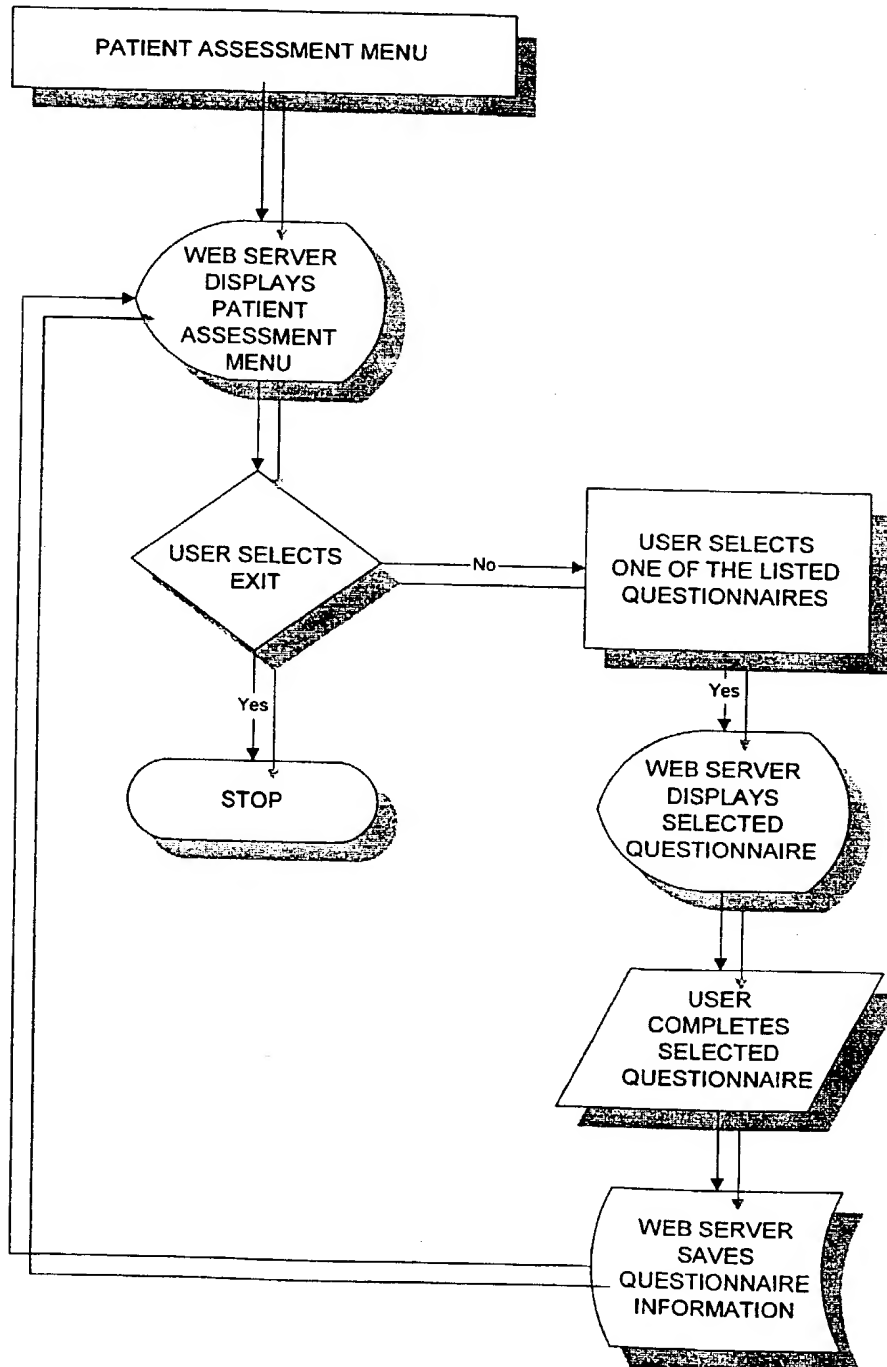 PATIENT ASSESSMENT MENU
WEB SERVER
DISPLAYS
PATIENT
ASSESSMENT
MENU
USER SELECTS
EXIT
No
USER SELECTS
ONE OF THE LISTED
QUESTIONNAIRES
Yes
STOP
Yes
WEB SERVER
DISPLAYS
SELECTED
QUESTIONNAIRE
USER
COMPLETES
SELECTED
QUESTIONNAIRE
WEB SERVER
SAVES
QUESTIONNAIRE
INFORMATION